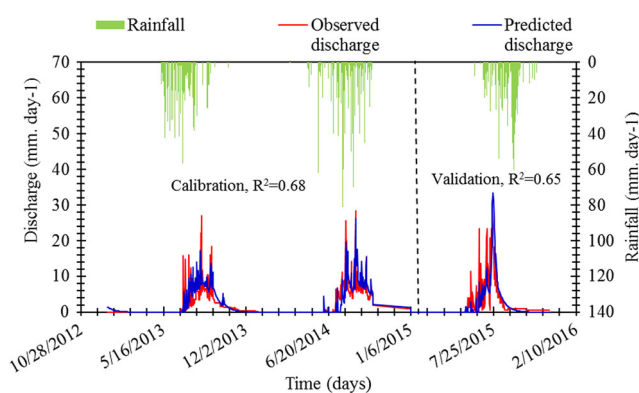 Rainfall
Observed discharge
Predicted discharge
Discharge (mm. day-1)
70
60
50
40
30
20
10
0
0
20
40
60
80
100
120
140
Rainfall (mm. day-1)
Calibration, R²=0.68
Validation, R²=0.65
10/28/2012
5/16/2013
12/2/2013
6/20/2014
1/6/2015
7/25/2015
2/10/2016
Time (days)